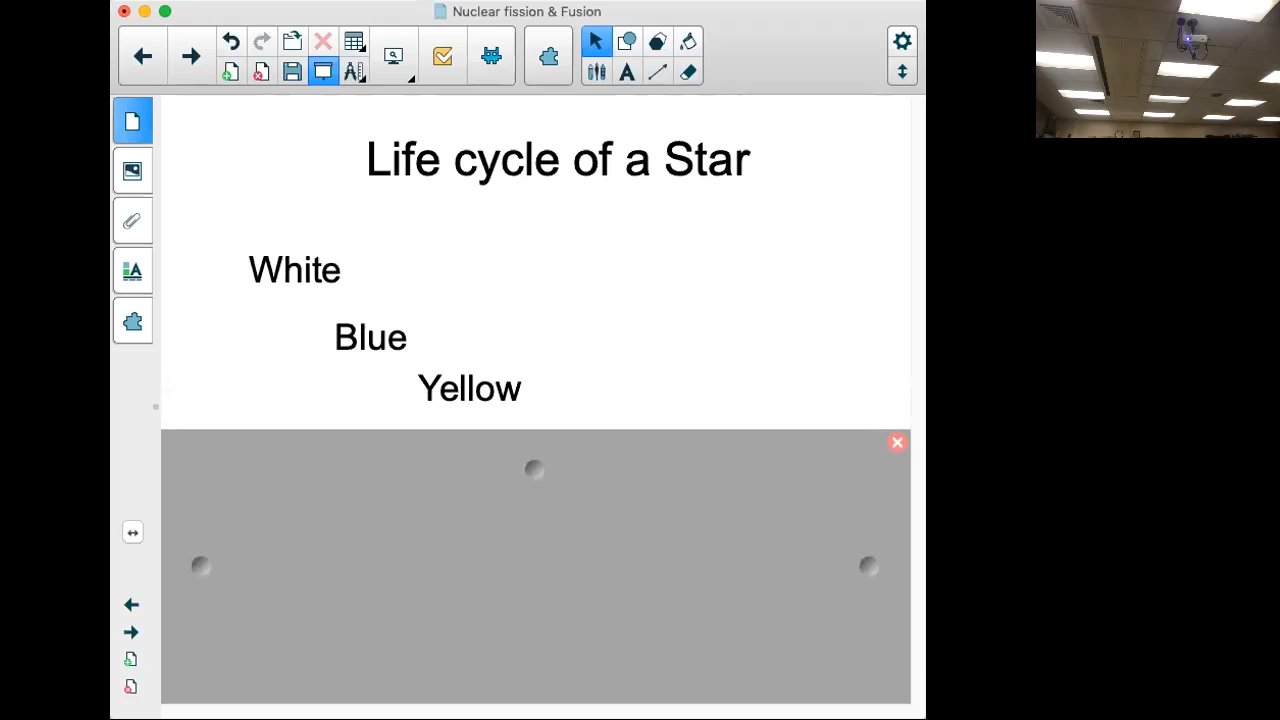 Nuclear fission & Fusion
Life cycle of a Star
White
Blue
Yellow